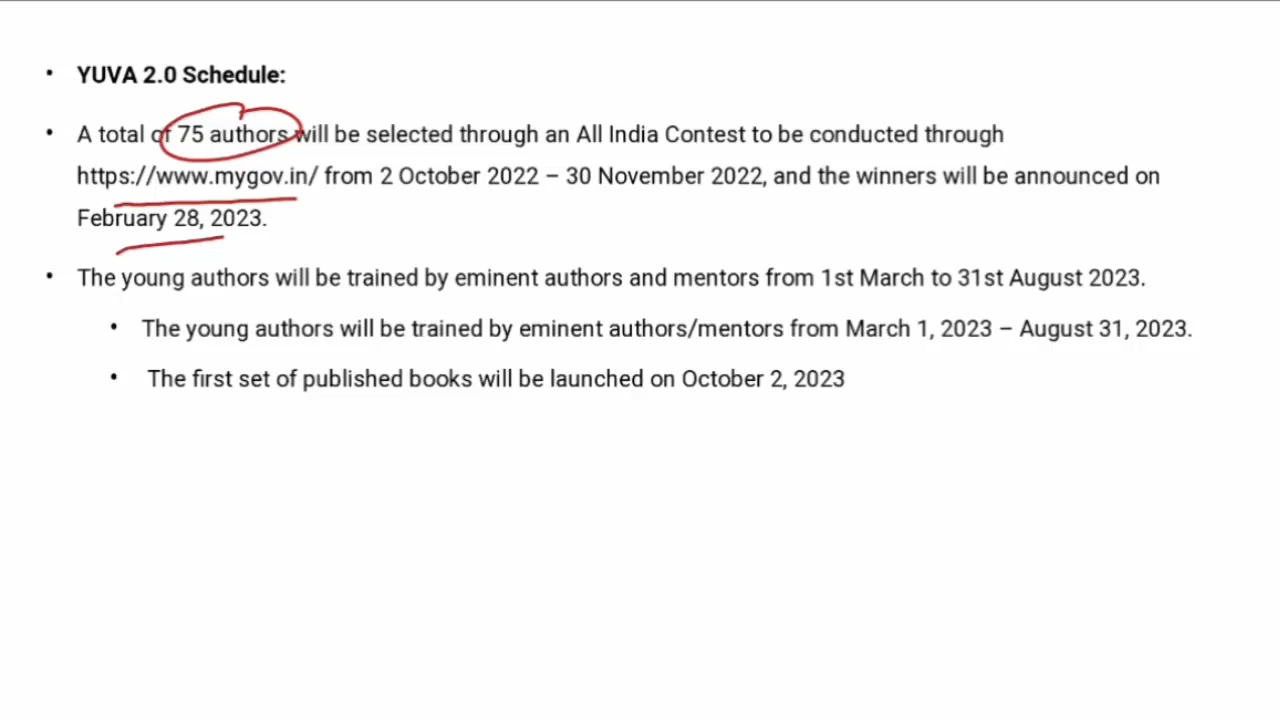 • YUVA 2.0 Schedule:
• A total of 75 authors will be selected through an All India Contest to be conducted through
https://www.mygov.in/ from 2 October 2022 – 30 November 2022, and the winners will be announced on
February 28, 2023.
• The young authors will be trained by eminent authors and mentors from 1st March to 31st August 2023.
• The young authors will be trained by eminent authors/mentors from March 1, 2023 – August 31, 2023.
• The first set of published books will be launched on October 2, 2023